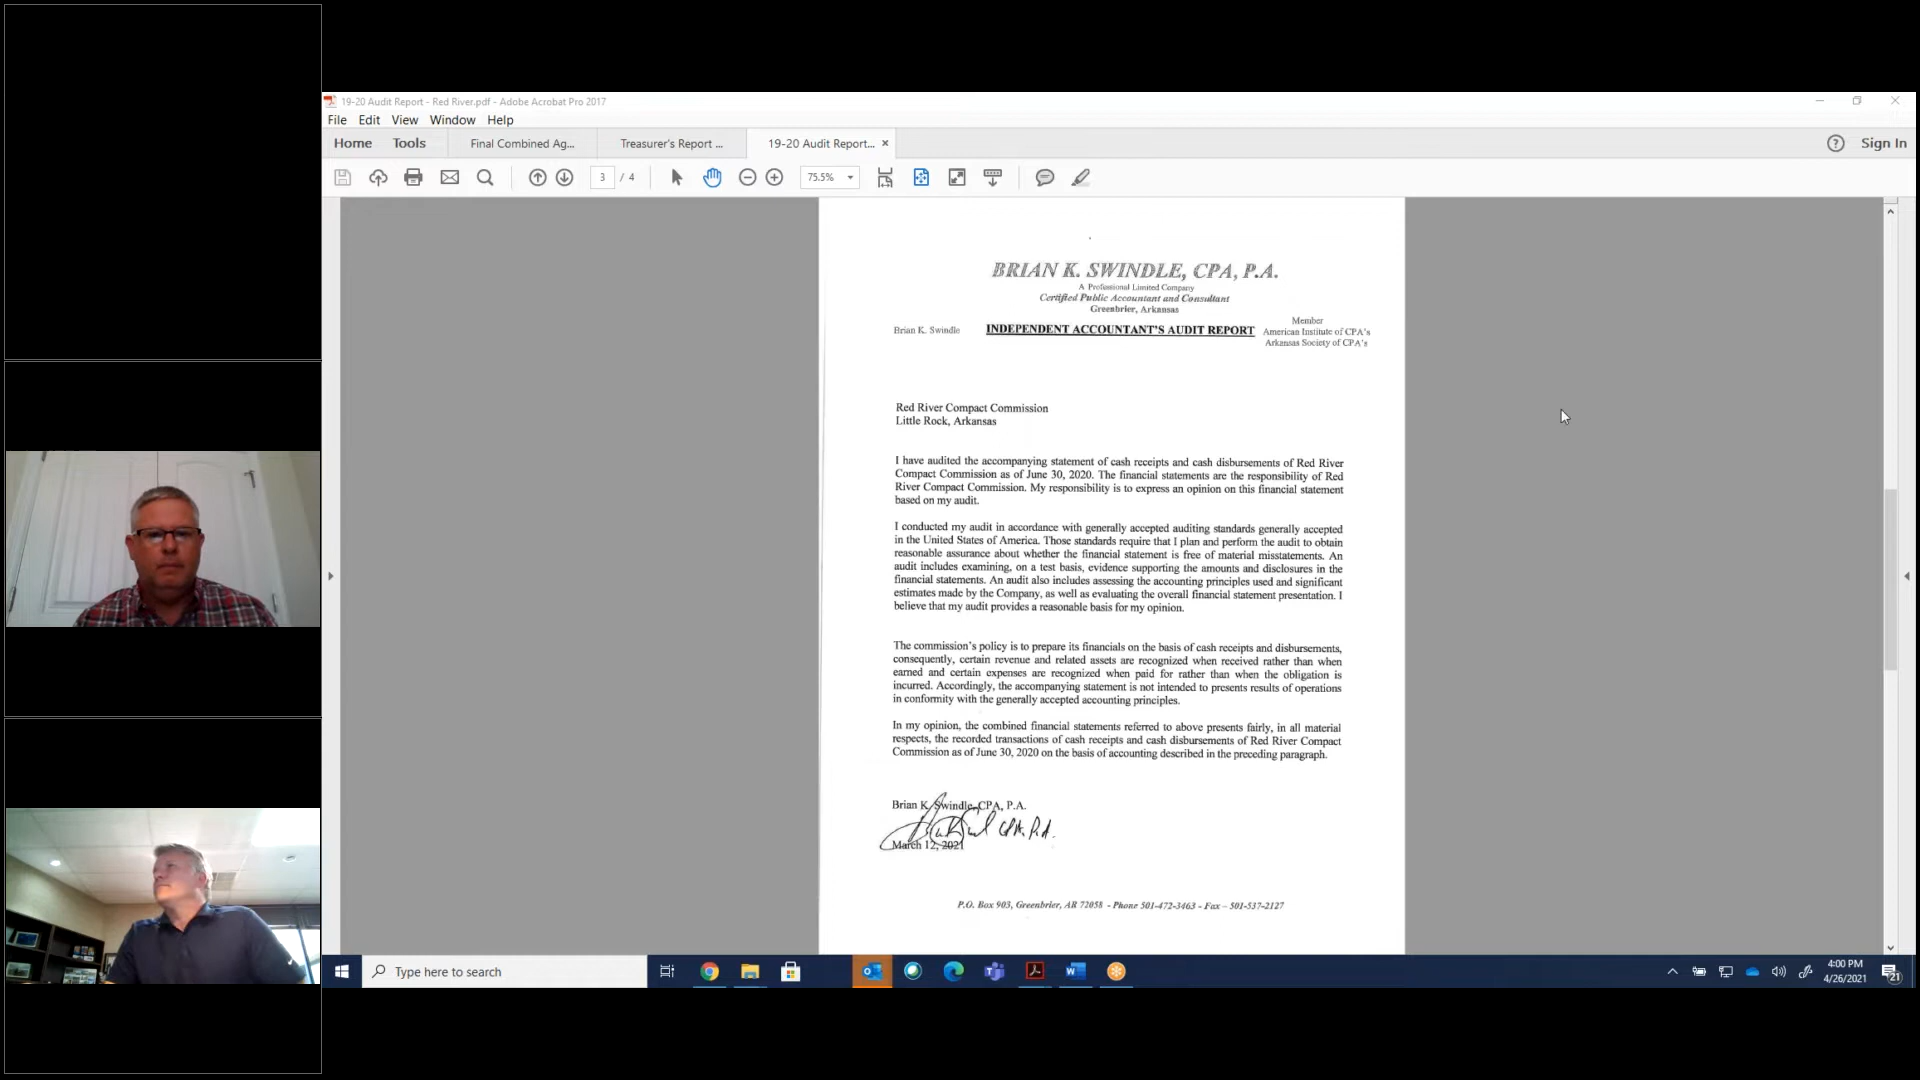 19-20 Audit Report - Red River.pdf - Adobe Acrobat Pro 2017
File Edit View Window Help
Home Tools Final Combined Ag... Treasurer's Report ... 19-20 Audit Report... × Sign In
3 / 4 75.5%
BRIAN K. SWINDLE, CPA, P.A.
A Professional Limited Company
Certified Public Accountant and Consultant
Greenbrier, Arkansas
Brian K. Swindle
INDEPENDENT ACCOUNTANT'S AUDIT REPORT
Member
American Institute of CPA's
Arkansas Society of CPA's
Red River Compact Commission
Little Rock, Arkansas
I have audited the accompanying statement of cash receipts and cash disbursements of Red River
Compact Commission as of June 30, 2020. The financial statements are the responsibility of Red
River Compact Commission. My responsibility is to express an opinion on this financial statement
based on my audit.
I conducted my audit in accordance with generally accepted auditing standards generally accepted
in the United States of America. Those standards require that I plan and perform the audit to obtain
reasonable assurance about whether the financial statement is free of material misstatements. An
audit includes examining, on a test basis, evidence supporting the amounts and disclosures in the
financial statements. An audit also includes assessing the accounting principles used and significant
estimates made by the Company, as well as evaluating the overall financial statement presentation. I
believe that my audit provides a reasonable basis for my opinion.
The commission's policy is to prepare its financials on the basis of cash receipts and disbursements,
consequently, certain revenue and related assets are recognized when received rather than when
earned and certain expenses are recognized when paid for rather than when the obligation is
incurred. Accordingly, the accompanying statement is not intended to presents results of operations
in conformity with the generally accepted accounting principles.
In my opinion, the combined financial statements referred to above presents fairly, in all material
respects, the recorded transactions of cash receipts and cash disbursements of Red River Compact
Commission as of June 30, 2020 on the basis of accounting described in the preceding paragraph.
Brian K. Swindle, CPA, P.A.
CPA. P.A.
March 12, 2021
P.O. Box 903, Greenbrier, AR 72058 - Phone 501-472-3463 - Fax – 501-537-2127
Type here to search
4:00 PM
4/26/2021
21